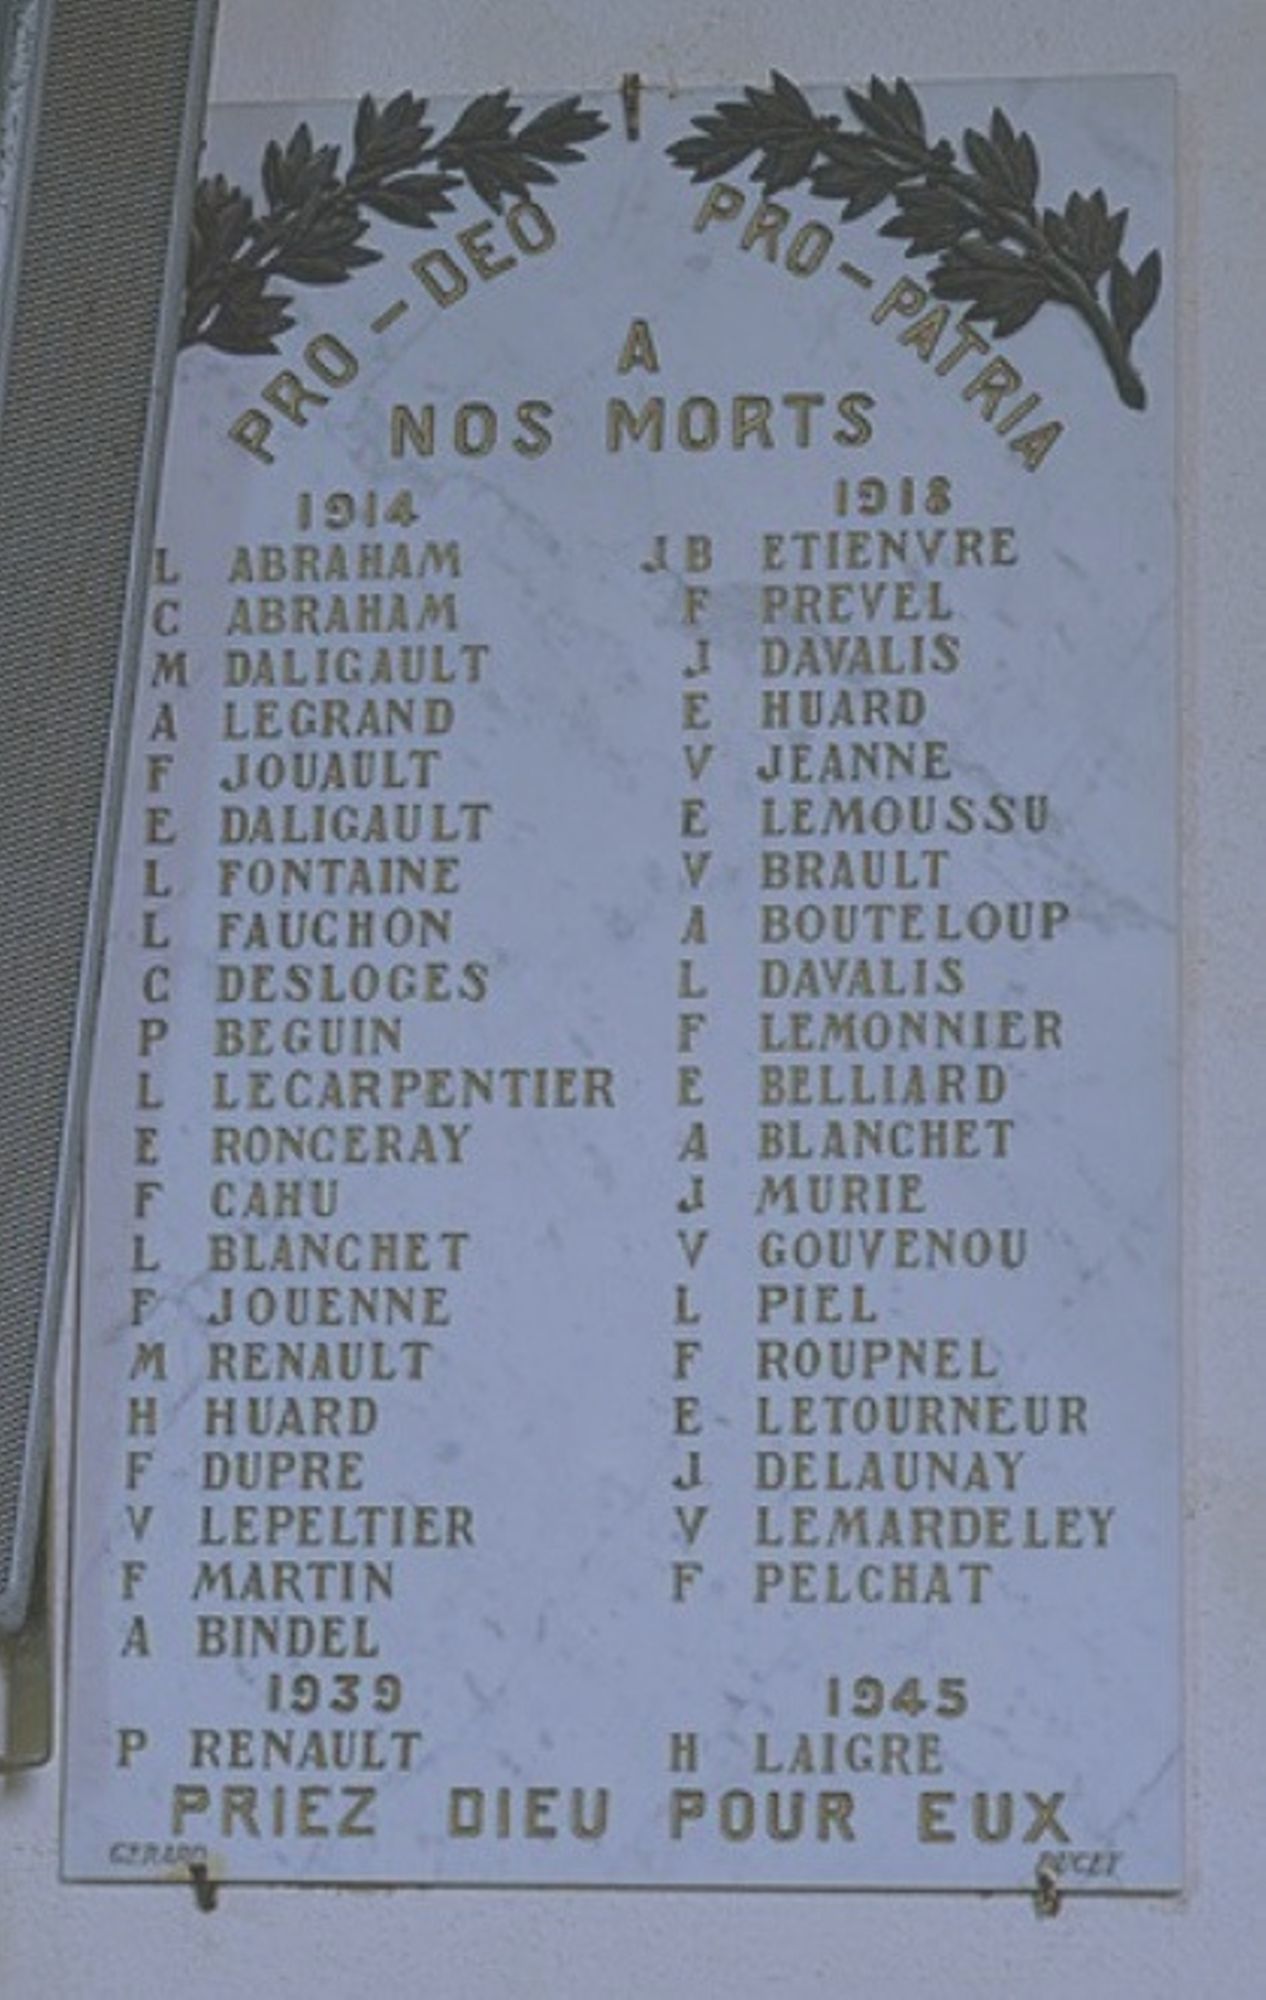 PRO-DEO PRO-PATRIA
A
NOS MORTS
1914
L ABRAHAM
C ABRAHAM
M DALIGAULT
A LEGRAND
F JOUAULT
E DALIGAULT
L FONTAINE
L FAUCHON
C DESLOGES
P BEGUIN
L LECARPENTIER
E RONCERAY
F CAHU
L BLANCHET
F JOUENNE
M RENAULT
H HUARD
F DUPRE
V LEPELTIER
F MARTIN
A BINDEL
1918
J B ETIENVRE
F PREVEL
J DAVALIS
E HUARD
V JEANNE
E LEMOUSSU
V BRAULT
A BOUTELOUP
L DAVALIS
F LEMONNIER
E BELLIARD
A BLANCHET
J MURIE
V GOUVENOU
L PIEL
F ROUPNEL
E LETOURNEUR
J DELAUNAY
V LEMARDELEY
F PELCHAT
1939
P RENAULT
1945
H LAIGRE
PRIEZ DIEU POUR EUX
GERARD DUCEY